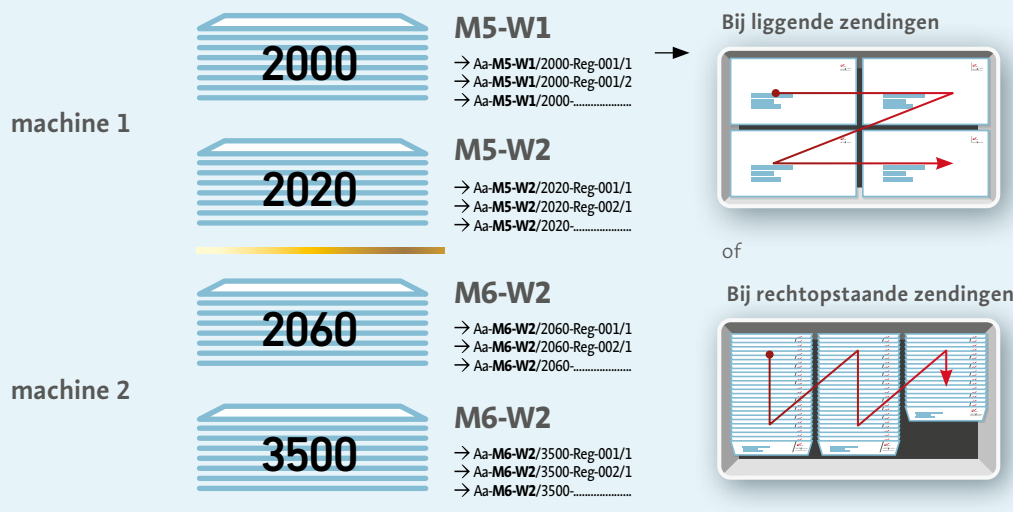 machine 1
2000
M5-W1
→ Aa-M5-W1/2000-Reg-001/1
→ Aa-M5-W1/2000-Reg-001/2
→ Aa-M5-W1/2000-....................
2020
M5-W2
→ Aa-M5-W2/2020-Reg-001/1
→ Aa-M5-W2/2020-Reg-002/1
→ Aa-M5-W2/2020-....................
machine 2
2060
M6-W2
→ Aa-M6-W2/2060-Reg-001/1
→ Aa-M6-W2/2060-Reg-002/1
→ Aa-M6-W2/2060-....................
3500
M6-W2
→ Aa-M6-W2/3500-Reg-001/1
→ Aa-M6-W2/3500-Reg-002/1
→ Aa-M6-W2/3500-....................
Bij liggende zendingen
of
Bij rechtopstaande zendingen